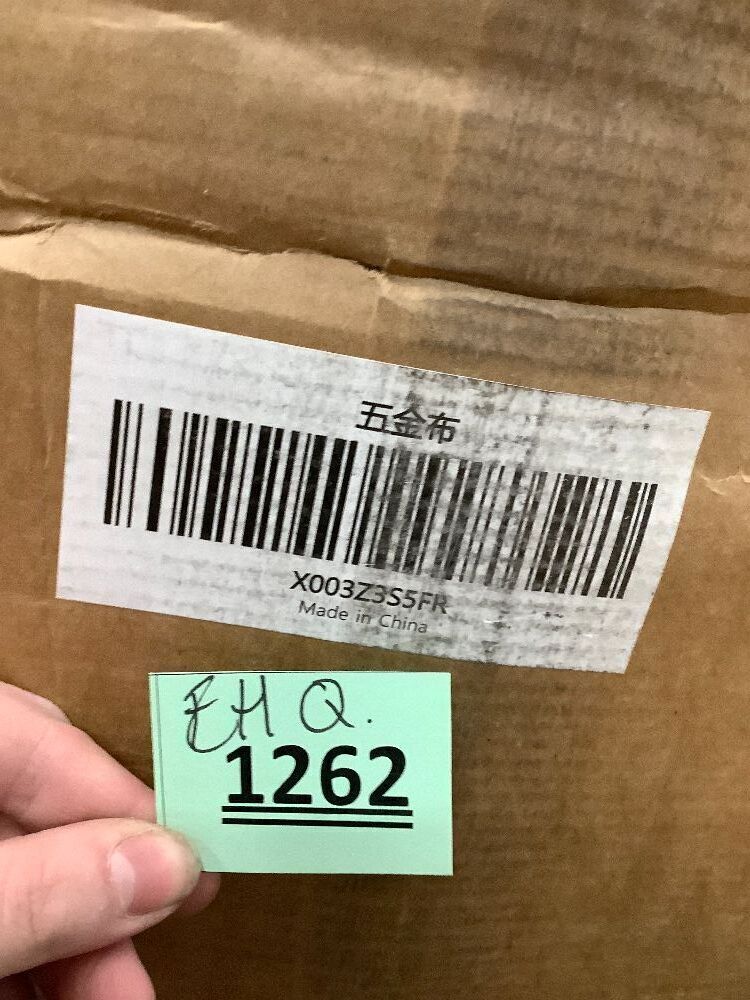 五金布
X003Z3S5FR
Made in China
EH Q.
1262